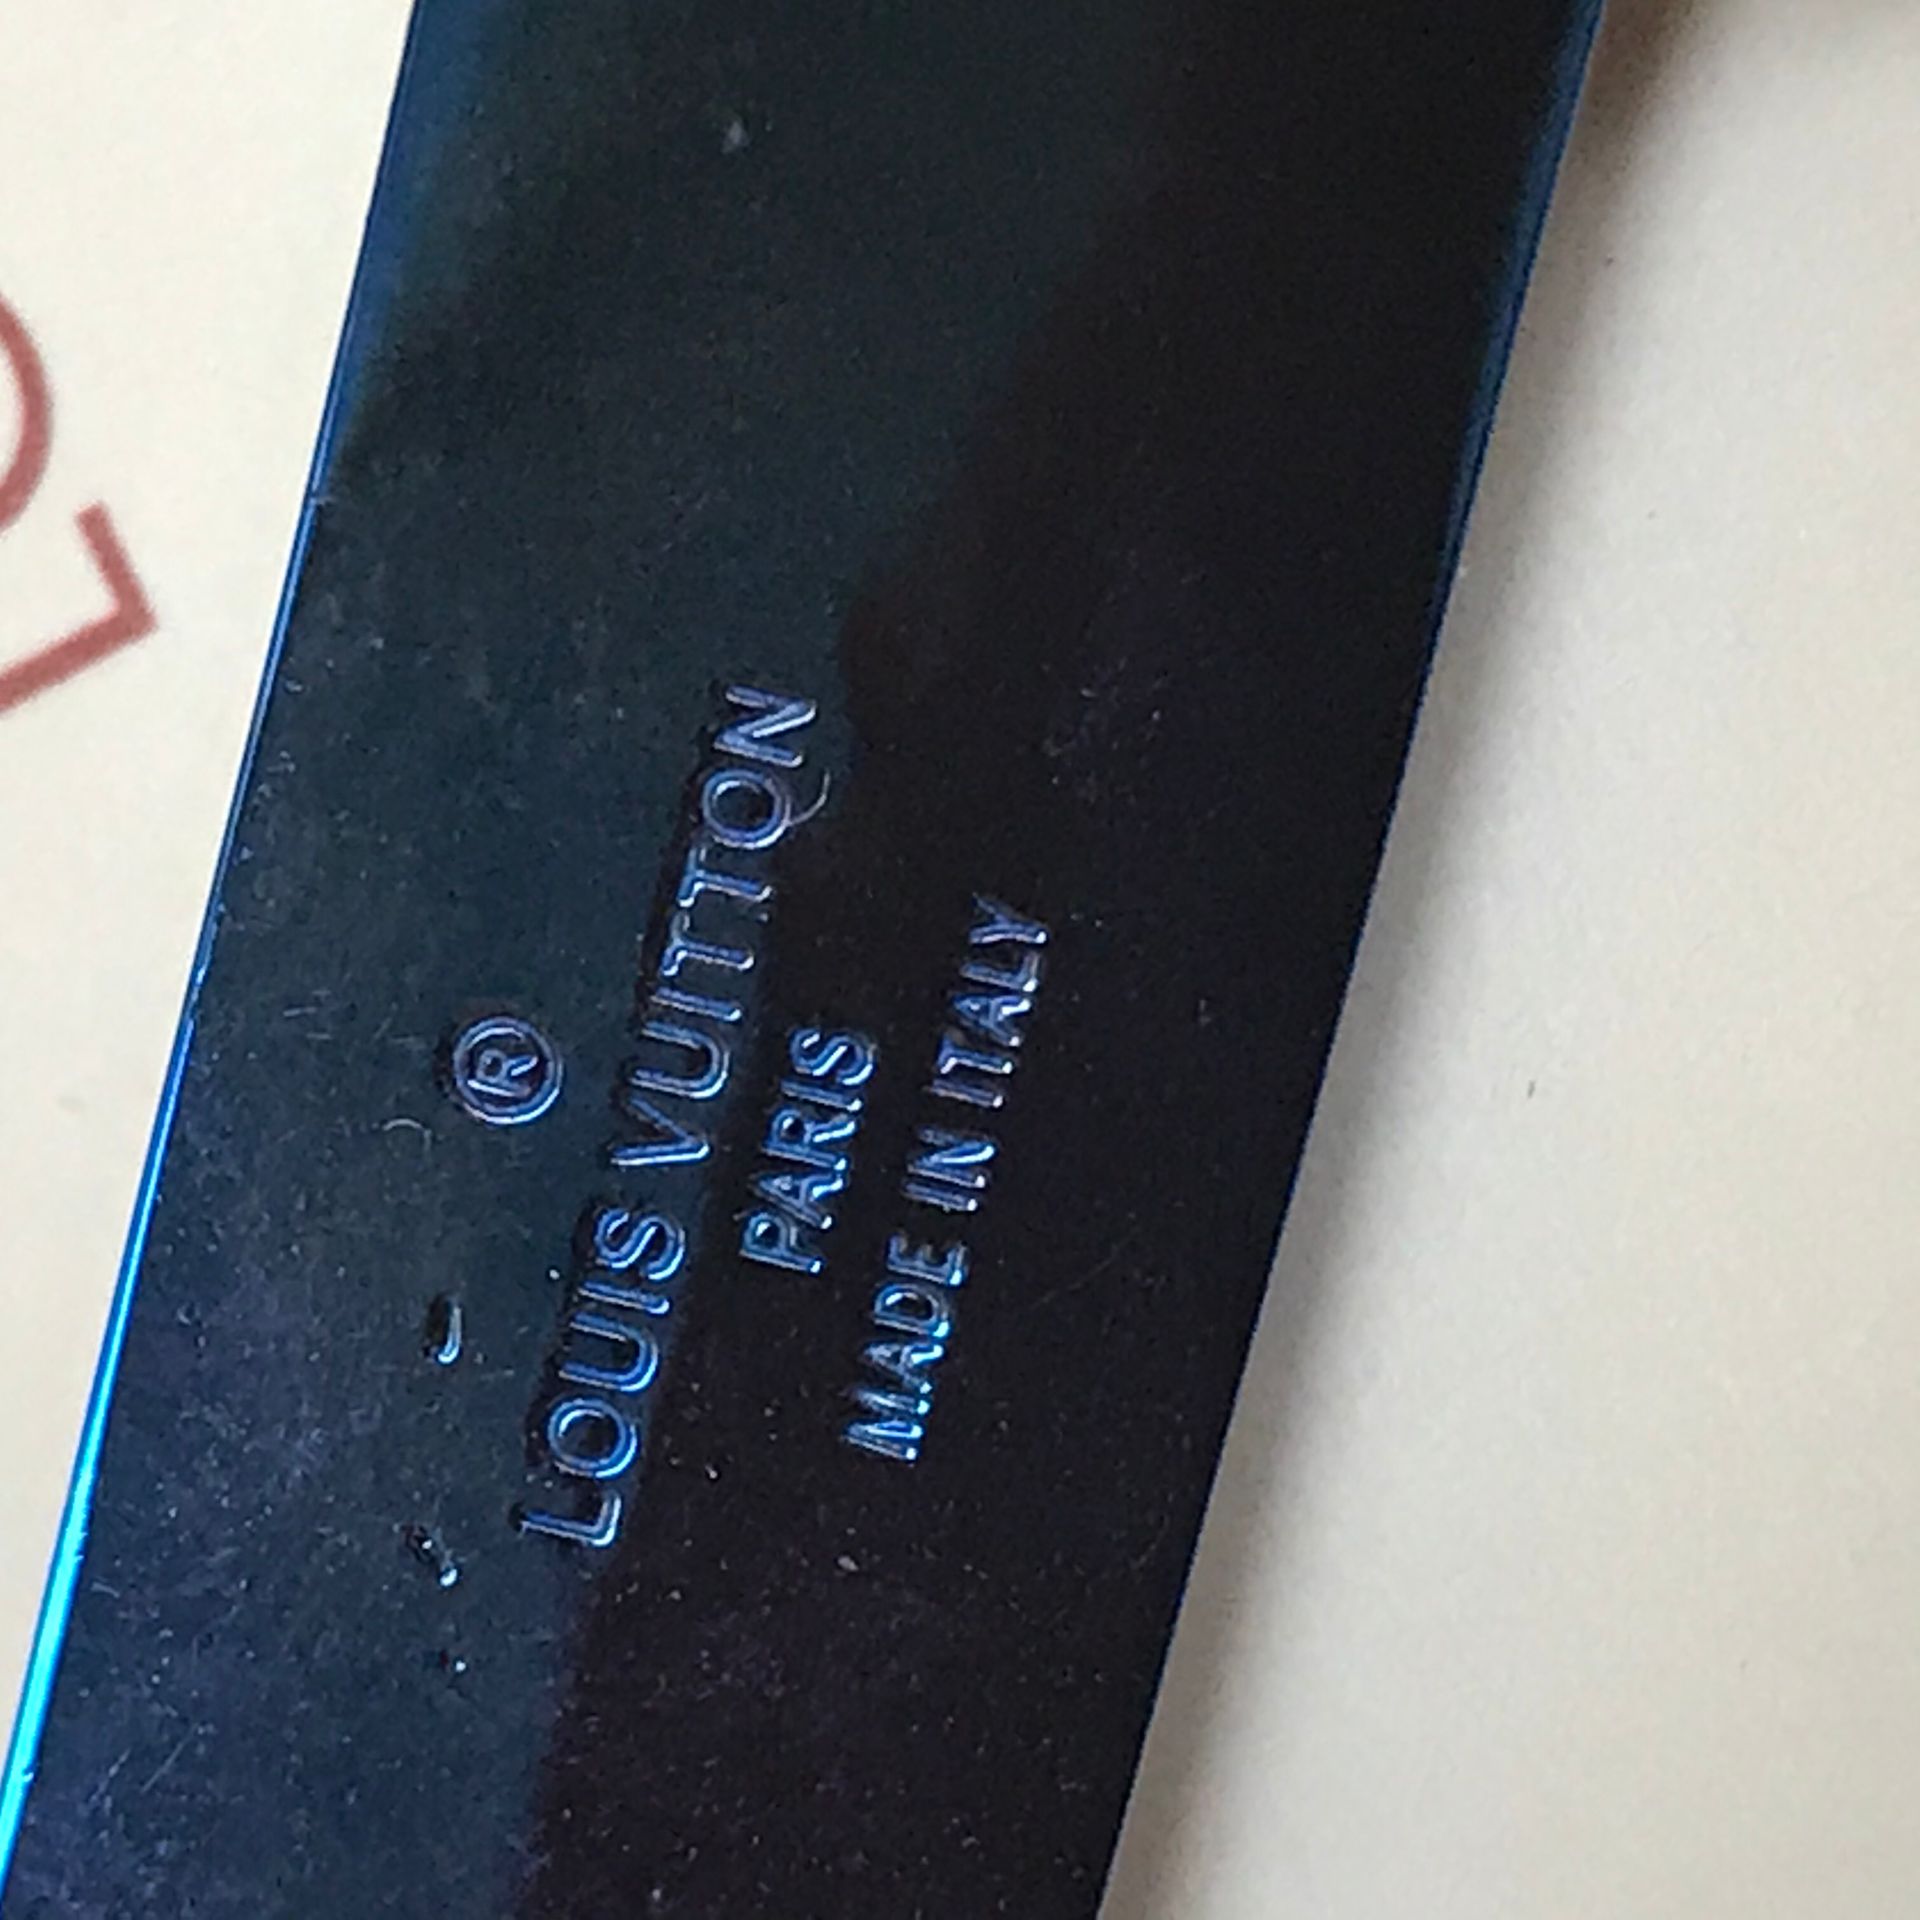 ®
LOUIS VUITTON
PARIS
MADE IN ITALY